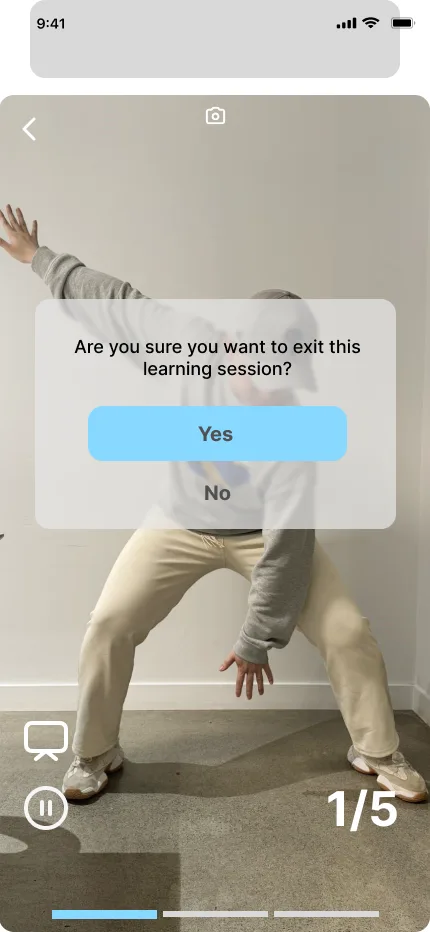 9:41
Are you sure you want to exit this
learning session?
Yes
No
1/5